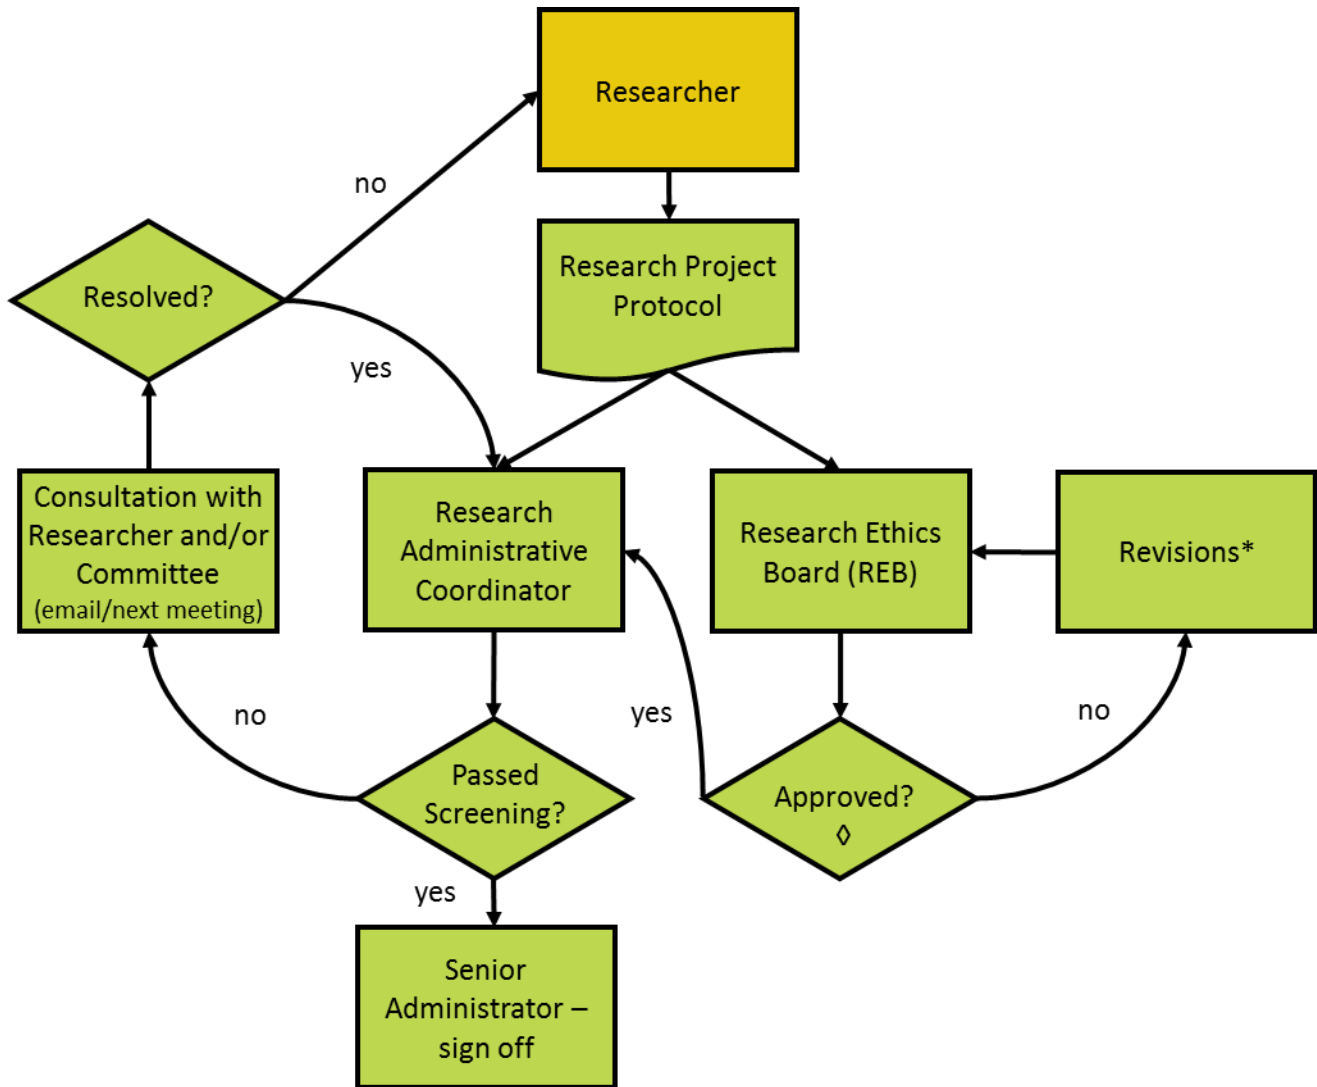 Researcher
no
Research Project
Protocol
Resolved?
yes
Consultation with
Researcher and/or
Committee
(email/next meeting)
Research
Administrative
Coordinator
Research Ethics
Board (REB)
Revisions*
no
yes
no
Passed
Screening?
Approved?
◊
yes
Senior
Administrator –
sign off